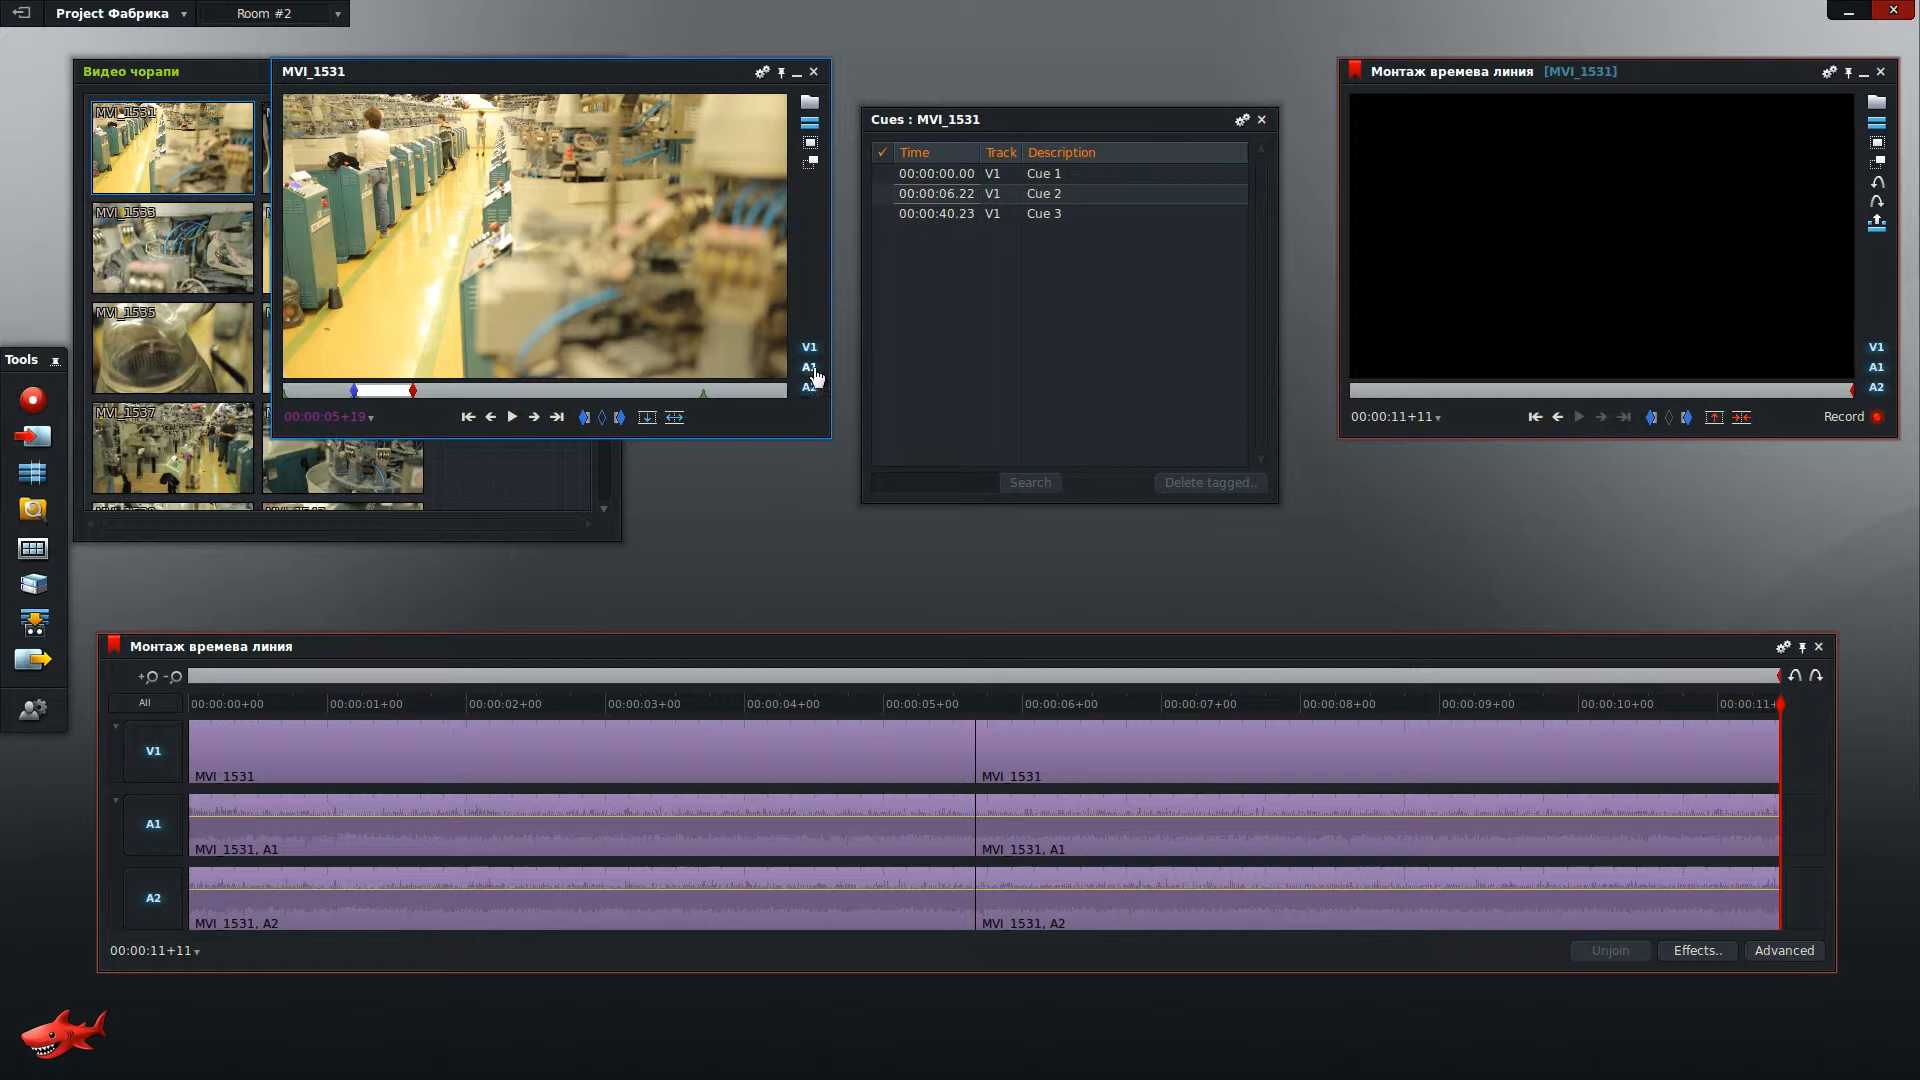 Project Фабрика
Room #2
Видео чорапи
MVI_1531
MVI_1533
MVI_1535
MVI_1537
MVI_1531
V1
A1
A2
00:00:05+19
Cues : MVI_1531
✓ Time Track Description
00:00:00.00 V1 Cue 1
00:00:06.22 V1 Cue 2
00:00:40.23 V1 Cue 3
Search
Delete tagged..
Монтаж времева линия [MVI_1531]
V1
A1
A2
00:00:11+11
Record
Tools
Монтаж времева линия
All
00:00:00+00 00:00:01+00 00:00:02+00 00:00:03+00 00:00:04+00 00:00:05+00 00:00:06+00 00:00:07+00 00:00:08+00 00:00:09+00 00:00:10+00 00:00:11+
V1
MVI_1531 MVI_1531
A1
MVI_1531, A1 MVI_1531, A1
A2
MVI_1531, A2 MVI_1531, A2
00:00:11+11
Unjoin
Effects..
Advanced